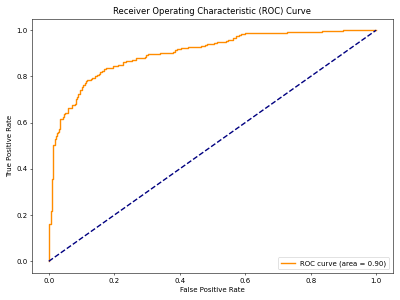 Receiver Operating Characteristic (ROC) Curve
True Positive Rate
1.0
0.8
0.6
0.4
0.2
0.0
0.0 0.2 0.4 0.6 0.8 1.0
False Positive Rate
ROC curve (area = 0.90)